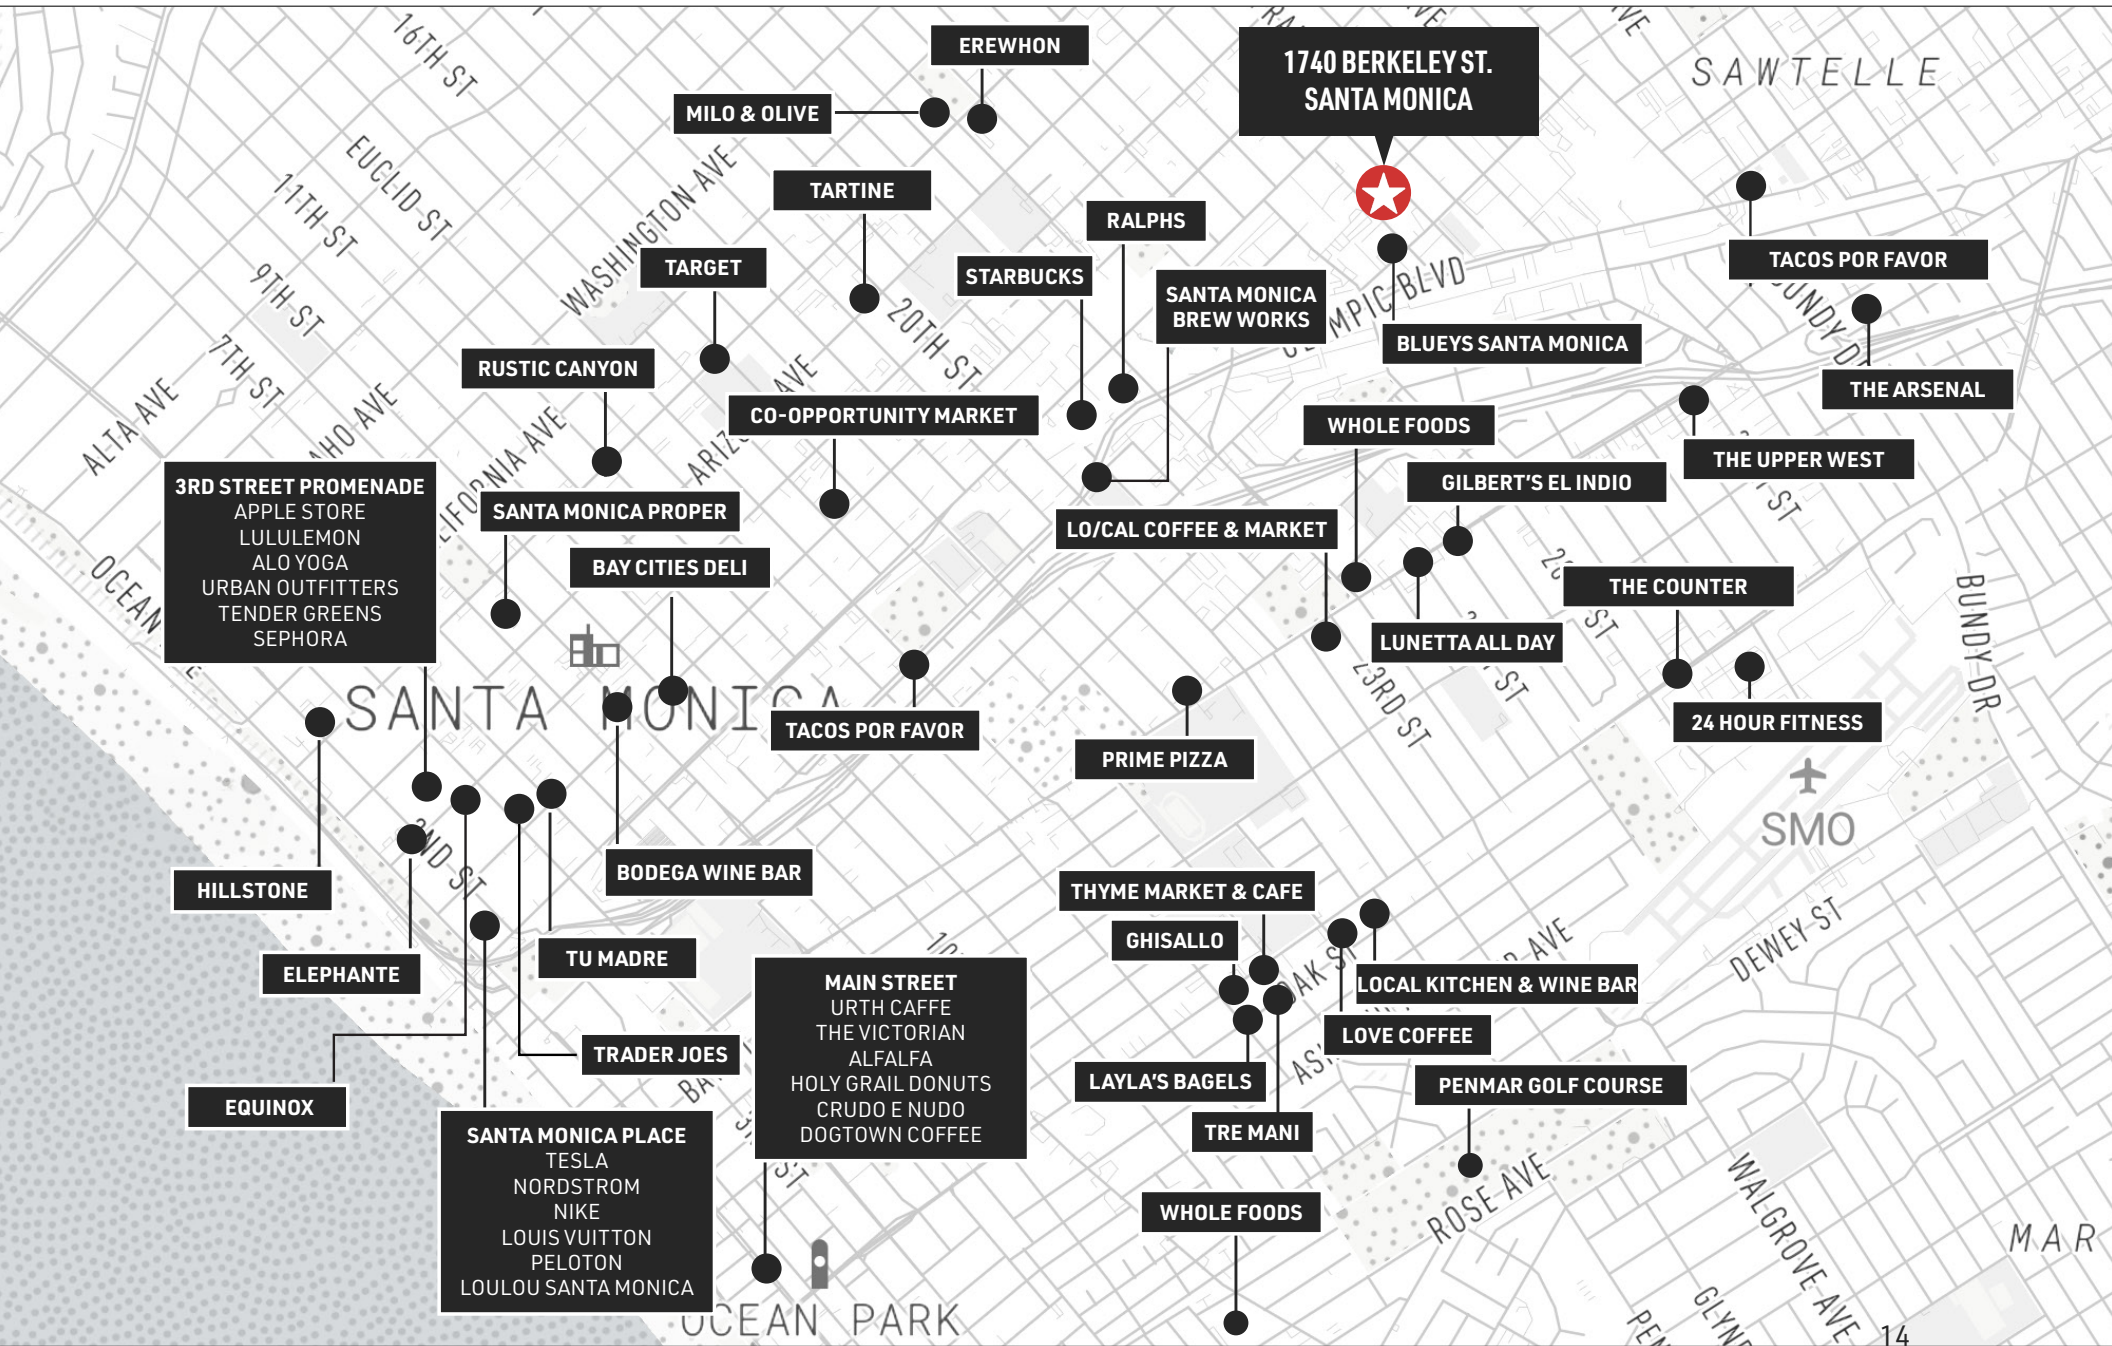 16TH ST
EREWHON
1740 BERKELEY ST.
SANTA MONICA
SAWTELLE
MILO & OLIVE
EUCLID ST
11TH ST
WASHINGTON AVE
TARTINE
RALPHS
TACOS POR FAVOR
9TH ST
TARGET
STARBUCKS
SANTA MONICA
BREW WORKS
BLUEYS SANTA MONICA
20TH ST
7TH ST
RUSTIC CANYON
THE ARSENAL
ALTA AVE
CO-OPPORTUNITY MARKET
WHOLE FOODS
THE UPPER WEST
3RD STREET PROMENADE
APPLE STORE
LULULEMON
ALO YOGA
URBAN OUTFITTERS
TENDER GREENS
SEPHORA
GILBERT'S EL INDIO
SANTA MONICA PROPER
LO/CAL COFFEE & MARKET
BAY CITIES DELI
OCEAN
THE COUNTER
BUNDY DR
LUNETTA ALL DAY
23RD ST
SANTA MONICA
TACOS POR FAVOR
PRIME PIZZA
24 HOUR FITNESS
SMO
2ND ST
HILLSTONE
BODEGA WINE BAR
THYME MARKET & CAFE
GHISALLO
DEWEY ST
ELEPHANTE
TU MADRE
OAK ST
LOCAL KITCHEN & WINE BAR
MAIN STREET
URTH CAFFE
THE VICTORIAN
ALFALFA
HOLY GRAIL DONUTS
CRUDO E NUDO
DOGTOWN COFFEE
LOVE COFFEE
TRADER JOES
LAYLA'S BAGELS
PENMAR GOLF COURSE
EQUINOX
TRE MANI
SANTA MONICA PLACE
TESLA
NORDSTROM
NIKE
LOUIS VUITTON
PELOTON
LOULOU SANTA MONICA
ROSE AVE
WALGROVE AVE
WHOLE FOODS
MAR
OCEAN PARK
14